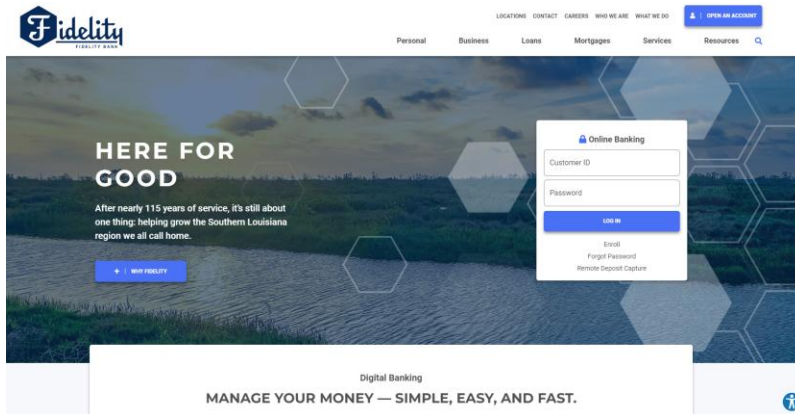 LOCATIONS CONTACT CAREERS WHO WE ARE WHAT WE DO OPEN AN ACCOUNT
Fidelity
FIDELITY BANK
Personal Business Loans Mortgages Services Resources
HERE FOR
GOOD
After nearly 115 years of service, it's still about
one thing: helping grow the Southern Louisiana
region we all call home.
WHY FIDELITY
Online Banking
Customer ID
Password
LOG IN
Enroll
Forgot Password
Remote Deposit Capture
Digital Banking
MANAGE YOUR MONEY — SIMPLE, EASY, AND FAST.